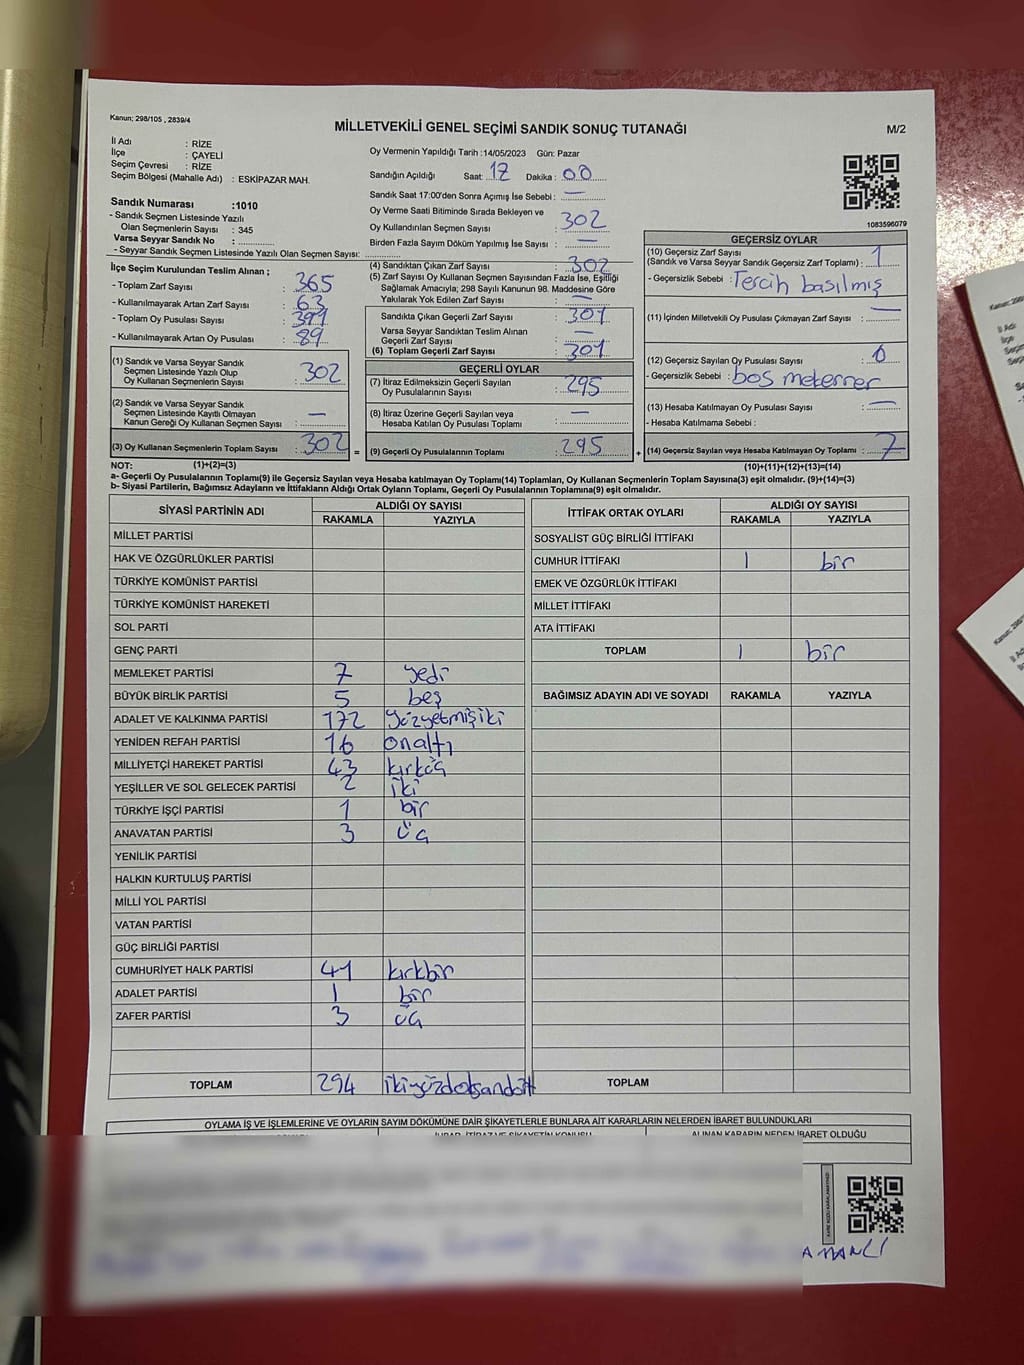 Kanun; 298/105 , 2839/4
MİLLETVEKİLİ GENEL SEÇİMİ SANDIK SONUÇ TUTANAĞI
M/2
İl Adı : RİZE
İlçe : ÇAYELİ
Seçim Çevresi : RİZE
Seçim Bölgesi (Mahalle Adı) : ESKİPAZAR MAH.
Oy Vermenin Yapıldığı Tarih :14/05/2023 Gün: Pazar
Sandığın Açıldığı Saat: 17 Dakika: 00
Sandık Saat 17:00'den Sonra Açımış İse Sebebi : —
Oy Verme Saati Bitiminde Sırada Bekleyen ve
Oy Kullandırılan Seçmen Sayısı : 302
Birden Fazla Sayım Döküm Yapılmış İse Sayısı : —
1083596079
Sandık Numarası :1010
- Sandık Seçmen Listesinde Yazılı
Olan Seçmenlerin Sayısı : 345
Varsa Seyyar Sandık No :
- Seyyar Sandık Seçmen Listesinde Yazılı Olan Seçmen Sayısı:
İlçe Seçim Kurulundan Teslim Alınan ;
- Toplam Zarf Sayısı : 365
- Kullanılmayarak Artan Zarf Sayısı : 63
- Toplam Oy Pusulası Sayısı : 391
- Kullanılmayarak Artan Oy Pusulası : 89
(1) Sandık ve Varsa Seyyar Sandık
Seçmen Listesinde Yazılı Olup
Oy Kullanan Seçmenlerin Sayısı : 302
(2) Sandık ve Varsa Seyyar Sandık
Seçmen Listesinde Kayıtlı Olmayan
Kanun Gereği Oy Kullanan Seçmen Sayısı : —
(3) Oy Kullanan Seçmenlerin Toplam Sayısı : 302
(4) Sandıktan Çıkan Zarf Sayısı : 302
(5) Zarf Sayısı Oy Kullanan Seçmen Sayısından Fazla İse, Eşitliği
Sağlamak Amacıyla; 298 Sayılı Kanunun 98. Maddesine Göre
Yakılarak Yok Edilen Zarf Sayısı : —
Sandıkta Çıkan Geçerli Zarf Sayısı : 301
Varsa Seyyar Sandıktan Teslim Alınan
Geçerli Zarf Sayısı : —
(6) Toplam Geçerli Zarf Sayısı : 301
GEÇERLİ OYLAR
(7) İtiraz Edilmeksizin Geçerli Sayılan
Oy Pusulalarının Sayısı : 295
(8) İtiraz Üzerine Geçerli Sayılan veya
Hesaba Katılan Oy Pusulası Toplamı : —
= (9) Geçerli Oy Pusulalarının Toplamı : 295
GEÇERSİZ OYLAR
(10) Geçersiz Zarf Sayısı
(Sandık ve Varsa Seyyar Sandık Geçersiz Zarf Toplamı) : 1
- Geçersizlik Sebebi : Tercih basılmış
(11) İçinden Milletvekili Oy Pusulası Çıkmayan Zarf Sayısı : —
(12) Geçersiz Sayılan Oy Pusulası Sayısı :
- Geçersizlik Sebebi :
(13) Hesaba Katılmayan Oy Pusulası Sayısı : —
- Hesaba Katılmama Sebebi :
+ (14) Geçersiz Sayılan veya Hesaba Katılmayan Oy Toplamı : 7
NOT: (1)+(2)=(3) (10)+(11)+(12)+(13)=(14)
a- Geçerli Oy Pusulalarının Toplamı(9) ile Geçersiz Sayılan veya Hesaba katılmayan Oy Toplamı(14) Toplamları, Oy Kullanan Seçmenlerin Toplam Sayısına(3) eşit olmalıdır. (9)+(14)=(3)
b- Siyasi Partilerin, Bağımsız Adayların ve İttifakların Aldığı Ortak Oyların Toplamı, Geçerli Oy Pusulalarının Toplamına(9) eşit olmalıdır.
SİYASİ PARTİNİN ADI ALDIĞI OY SAYISI
RAKAMLA YAZIYLA
MİLLET PARTİSİ
HAK VE ÖZGÜRLÜKLER PARTİSİ
TÜRKİYE KOMÜNİST PARTİSİ
TÜRKİYE KOMÜNİST HAREKETİ
SOL PARTİ
GENÇ PARTİ
MEMLEKET PARTİSİ 7 yedi
BÜYÜK BİRLİK PARTİSİ 5 beş
ADALET VE KALKINMA PARTİSİ 172 yüzyetmişiki
YENİDEN REFAH PARTİSİ 16 onaltı
MİLLİYETÇİ HAREKET PARTİSİ 43 kırküç
YEŞİLLER VE SOL GELECEK PARTİSİ 2 iki
TÜRKİYE İŞÇİ PARTİSİ 1 bir
ANAVATAN PARTİSİ 3 üç
YENİLİK PARTİSİ
HALKIN KURTULUŞ PARTİSİ
MİLLİ YOL PARTİSİ
VATAN PARTİSİ
GÜÇ BİRLİĞİ PARTİSİ
CUMHURİYET HALK PARTİSİ 41 kırkbir
ADALET PARTİSİ 1 bir
ZAFER PARTİSİ 3 üç
TOPLAM 294
İTTİFAK ORTAK OYLARI ALDIĞI OY SAYISI
RAKAMLA YAZIYLA
SOSYALİST GÜÇ BİRLİĞİ İTTİFAKI
CUMHUR İTTİFAKI 1 bir
EMEK VE ÖZGÜRLÜK İTTİFAKI
MİLLET İTTİFAKI
ATA İTTİFAKI
TOPLAM 1 bir
BAĞIMSIZ ADAYIN ADI VE SOYADI RAKAMLA YAZIYLA
TOPLAM
OYLAMA İŞ VE İŞLEMLERİNE VE OYLARIN SAYIM DÖKÜMÜNE DAİR ŞİKAYETLERLE BUNLARA AİT KARARLARIN NELERDEN İBARET BULUNDUKLARI
ALINAN KARARIN NEDEN İBARET OLDUĞU
AMANLI